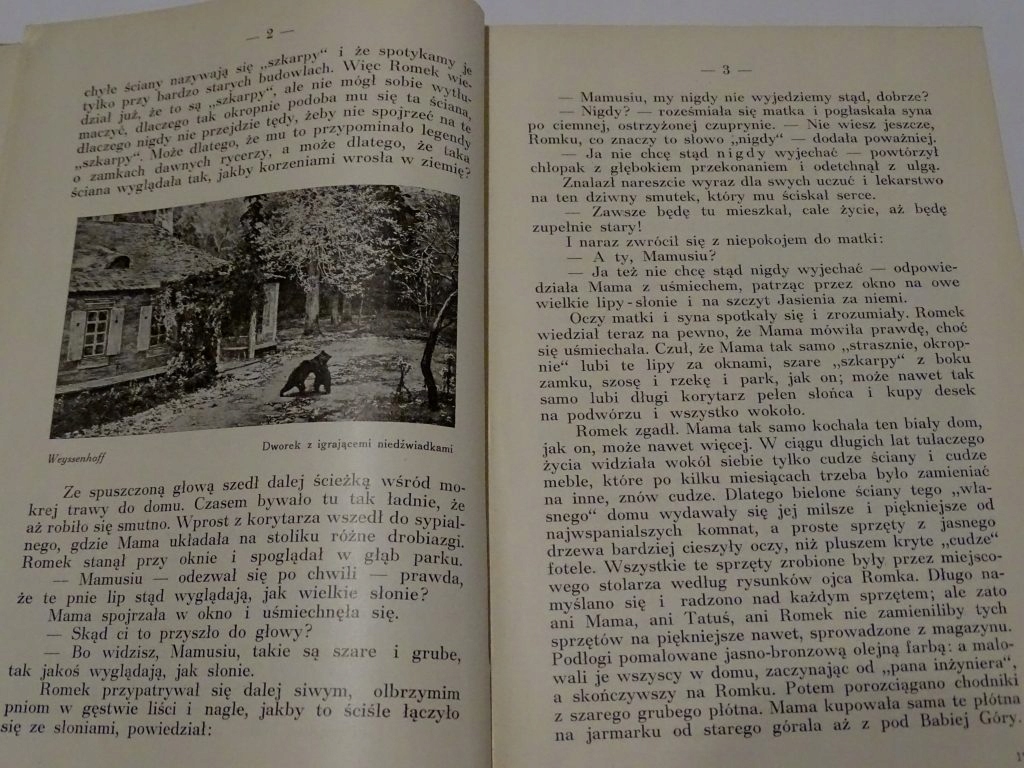 — 2 —
chyłe ściany nazywają się „szkarpy“ i że spotykamy je
tylko przy bardzo starych budowlach. Więc Romek wie-
dział już, że to są „szkarpy“, ale nie mógł sobie wytłu-
maczyć, dlaczego tak okropnie podoba mu się ta ściana,
dlaczego nigdy nie przejdzie tędy, żeby nie spojrzeć na te
„szkarpy“. Może dlatego, że mu to przypominało legendy
o zamkach dawnych rycerzy, a może dlatego, że taka
ściana wyglądała tak, jakby korzeniami wrosła w ziemię?
Weyssenhoff
Dworek z igrającemi niedźwiadkami
Ze spuszczoną głową szedł dalej ścieżką wśród mo-
krej trawy do domu. Czasem bywało tu tak ładnie, że
aż robiło się smutno. Wprost z korytarza wszedł do sypial-
nego, gdzie Mama układała na stoliku różne drobiazgi.
Romek stanął przy oknie i spoglądał w głąb parku.
— Mamusiu — odezwał się po chwili — prawda,
że te pnie lip stąd wyglądają, jak wielkie słonie?
Mama spojrzała w okno i uśmiechnęła się.
— Skąd ci to przyszło do głowy?
— Bo widzisz, Mamusiu, takie są szare i grube,
tak jakoś wyglądają, jak słonie.
Romek przypatrywał się dalej siwym, olbrzymim
pniom w gęstwie liści i nagle, jakby to ściśle łączyło
się ze słoniami, powiedział:
— 3 —
— Mamusiu, my nigdy nie wyjedziemy stąd, dobrze?
— Nigdy? — roześmiała się matka i pogłaskała syna
po ciemnej, ostrzyżonej czuprynie. — Nie wiesz jeszcze,
Romku, co znaczy to słowo „nigdy“ — dodała poważniej.
— Ja nie chcę stąd nigdy wyjechać — powtórzył
chłopak z głębokiem przekonaniem i odetchnął z ulgą.
Znalazł nareszcie wyraz dla swych uczuć i lekarstwo
na ten dziwny smutek, który mu ściskał serce.
— Zawsze będę tu mieszkał, całe życie, aż będę
zupełnie stary!
I naraz zwrócił się z niepokojem do matki:
— A ty, Mamusiu?
— Ja też nie chcę stąd nigdy wyjechać — odpowie-
działa Mama z uśmiechem, patrząc przez okno na owe
wielkie lipy-słonie i na szczyt Jasienia za niemi.
Oczy matki i syna spotkały się i zrozumiały. Romek
wiedział teraz na pewno, że Mama mówiła prawdę, choć
się uśmiechała. Czuł, że Mama tak samo „strasznie, okrop-
nie“ lubi te lipy za oknami, szare „szkarpy“ z boku
zamku, szosę i rzekę i park, jak on; może nawet tak
samo lubi długi korytarz pełen słońca i kupy desek
na podwórzu i wszystko wokoło.
Romek zgadł. Mama tak samo kochała ten biały dom,
jak on, może nawet więcej. W ciągu długich lat tułaczego
życia widziała wokół siebie tylko cudze ściany i cudze
meble, które po kilku miesiącach trzeba było zamieniać
na inne, znów cudze. Dlatego bielone ściany tego „wła-
snego“ domu wydawały się jej milsze i piękniejsze od
najwspanialszych komnat, a proste sprzęty z jasnego
drzewa bardziej cieszyły oczy, niż pluszem kryte „cudze“
fotele. Wszystkie te sprzęty zrobione były przez miejsco-
wego stolarza według rysunków ojca Romka. Długo na-
myślano się i radzono nad każdym sprzętem; ale zato
ani Mama, ani Tatuś, ani Romek nie zamieniliby tych
sprzętów na piękniejsze nawet, sprowadzone z magazynu.
Podłogi pomalowane jasno-bronzową olejną farbą: a malo-
wali je wszyscy w domu, zaczynając od „pana inżyniera“,
a skończywszy na Romku. Potem porozciągano chodniki
z szarego grubego płótna. Mama kupowała sama te płótna
na jarmarku od starego górala aż z pod Babiej Góry.